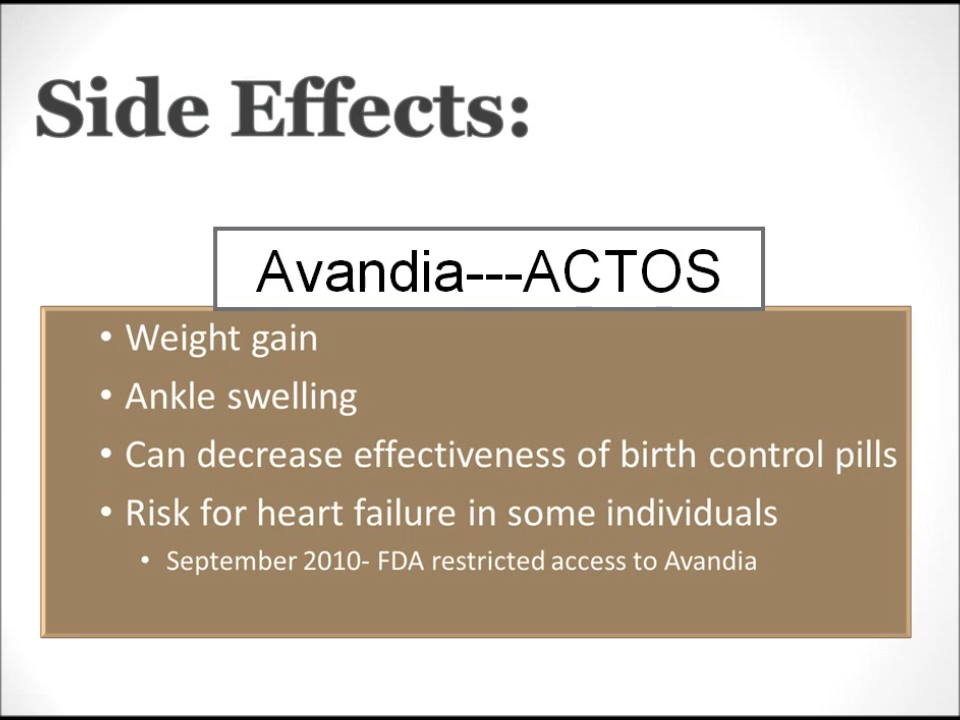 Side Effects:
Avandia---ACTOS
• Weight gain
• Ankle swelling
• Can decrease effectiveness of birth control pills
• Risk for heart failure in some individuals
• September 2010- FDA restricted access to Avandia